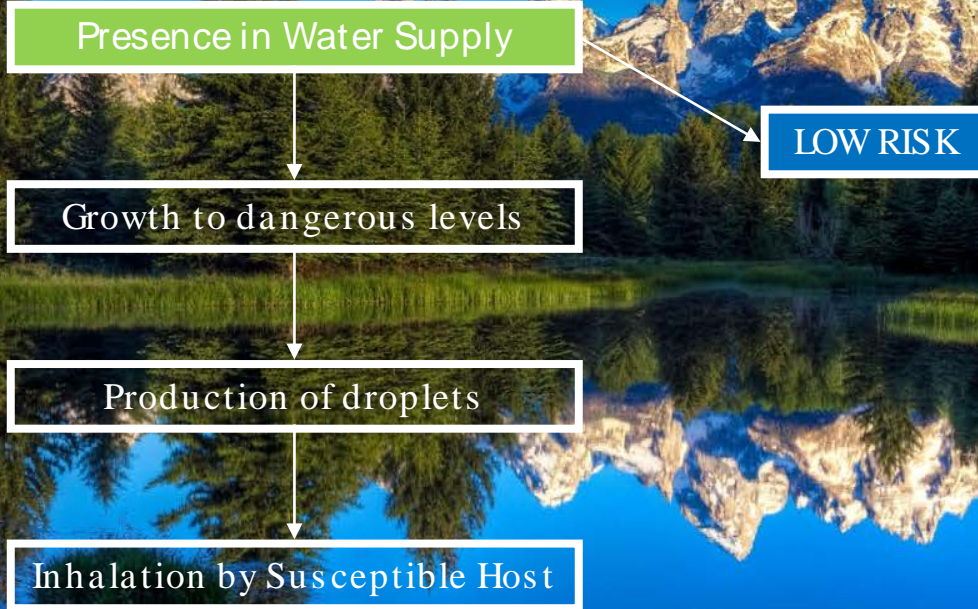 Presence in Water Supply
LOW RISK
Growth to dangerous levels
Production of droplets
Inhalation by Susceptible Host